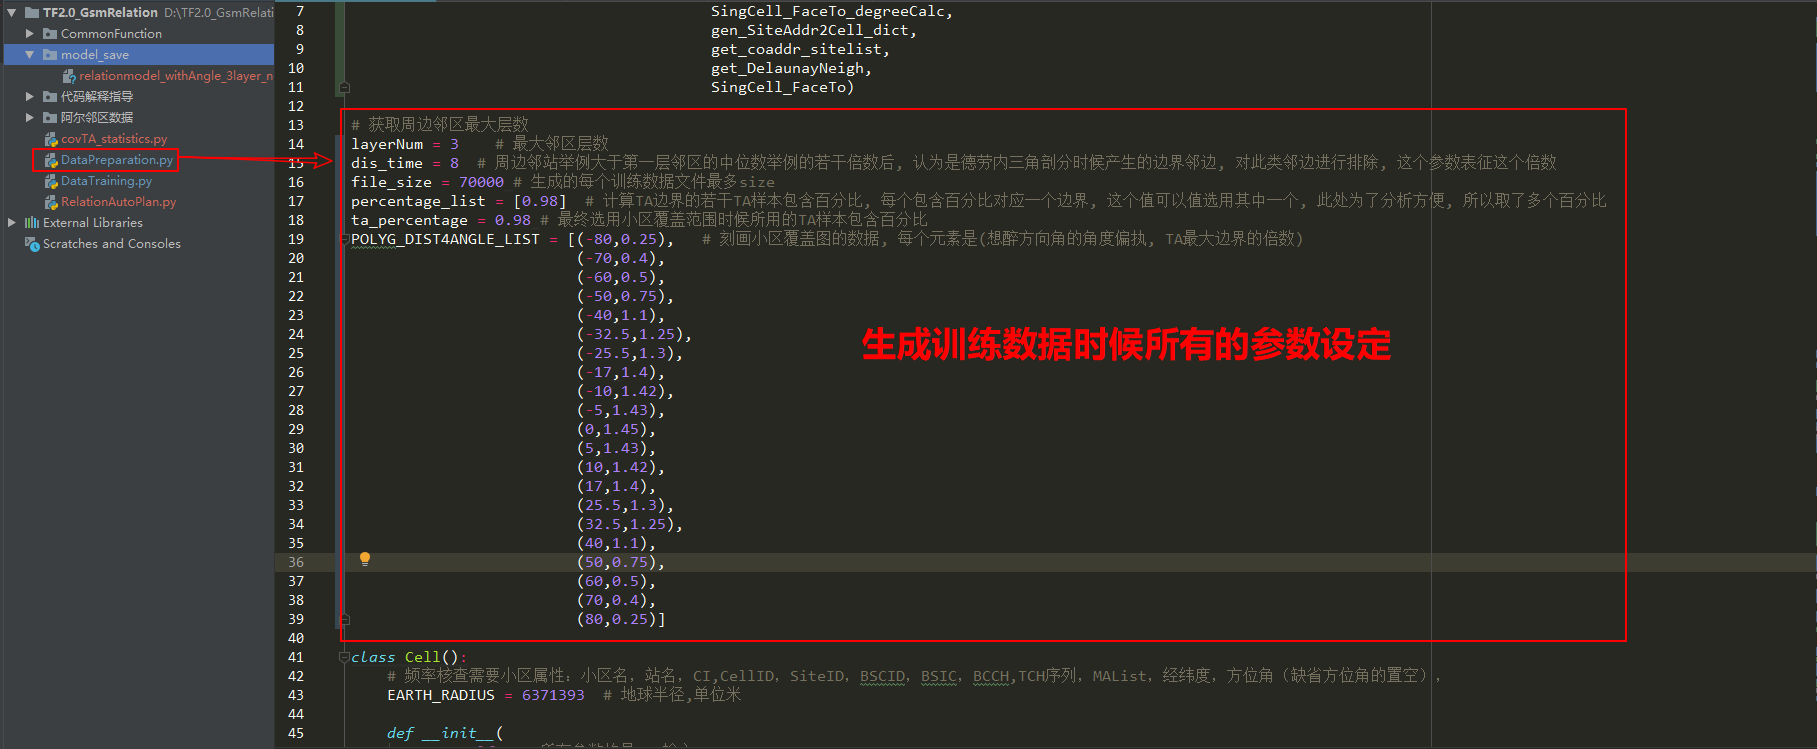 TF2.0_GsmRelation D:\TF2.0_GsmRelati
CommonFunction
model_save
relationmodel_withAngle_3layer_n
代码解释指导
阿尔邻区数据
covTA_statistics.py
DataPreparation.py
DataTraining.py
RelationAutoPlan.py
External Libraries
Scratches and Consoles
7 SingCell_FaceTo_degreeCalc,
8 gen_SiteAddr2Cell_dict,
9 get_coaddr_sitelist,
10 get_DelaunayNeigh,
11 SingCell_FaceTo)
12
13 # 获取周边邻区最大层数
14 layerNum = 3 # 最大邻区层数
15 dis_time = 8 # 周边邻站举例大于第一层邻区的中位数举例的若干倍数后, 认为是德劳内三角剖分时候产生的边界邻边, 对此类邻边进行排除, 这个参数表征这个倍数
16 file_size = 70000 # 生成的每个训练数据文件最多size
17 percentage_list = [0.98] # 计算TA边界的若干TA样本包含百分比, 每个包含百分比对应一个边界, 这个值可以值选用其中一个, 此处为了分析方便, 所以取了多个百分比
18 ta_percentage = 0.98 # 最终选用小区覆盖范围时候所用的TA样本包含百分比
19 POLYG_DIST4ANGLE_LIST = [(-80,0.25), # 刻画小区覆盖图的数据, 每个元素是(想醉方向角的角度偏执, TA最大边界的倍数)
20 (-70,0.4),
21 (-60,0.5),
22 (-50,0.75),
23 (-40,1.1),
24 (-32.5,1.25),
25 (-25.5,1.3),
26 (-17,1.4),
27 (-10,1.42),
28 (-5,1.43),
29 (0,1.45),
30 (5,1.43),
31 (10,1.42),
32 (17,1.4),
33 (25.5,1.3),
34 (32.5,1.25),
35 (40,1.1),
36 (50,0.75),
37 (60,0.5),
38 (70,0.4),
39 (80,0.25)]
生成训练数据时候所有的参数设定
40
41 class Cell():
42 # 频率核查需要小区属性: 小区名, 站名, CI,CellID, SiteID, BSCID, BSIC, BCCH,TCH序列, MAList, 经纬度, 方位角 (缺省方位角的置空),
43 EARTH_RADIUS = 6371393 # 地球半径,单位米
44
45 def __init__(